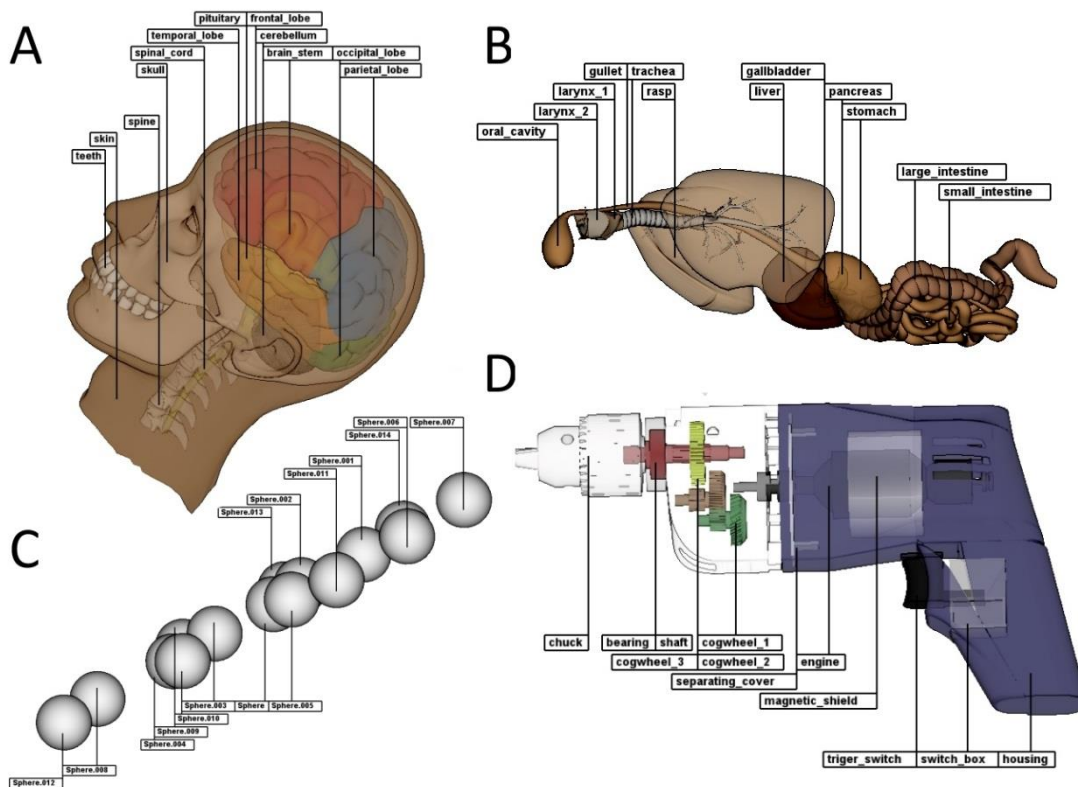 A
pituitary frontal_lobe
temporal_lobe cerebellum
spinal_cord brain_stem occipital_lobe
skull parietal_lobe
spine
skin
teeth
B
gullet trachea gallbladder
larynx_1 rasp liver pancreas
larynx_2 stomach
oral_cavity
large_intestine
small_intestine
C
Sphere.006 Sphere.007
Sphere.014
Sphere.001
Sphere.011
Sphere.002
Sphere.013
Sphere.003 Sphere Sphere.005
Sphere.010
Sphere.009
Sphere.004
Sphere.008
Sphere.012
D
chuck bearing shaft cogwheel_1
cogwheel_3 cogwheel_2 engine
separating_cover
magnetic_shield
triger_switch switch_box housing